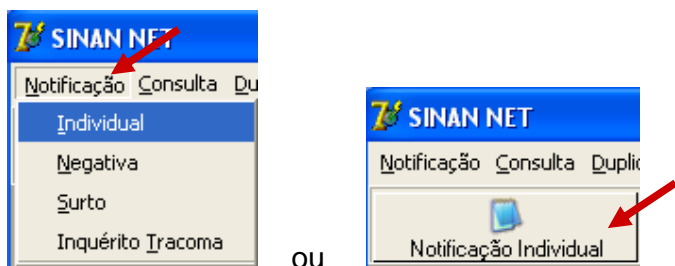 SINAN NET
Notificação Consulta Du
Individual
Negativa
Surto
Inquérito Tracoma
ou
SINAN NET
Notificação Consulta Duplic
Notificação Individual